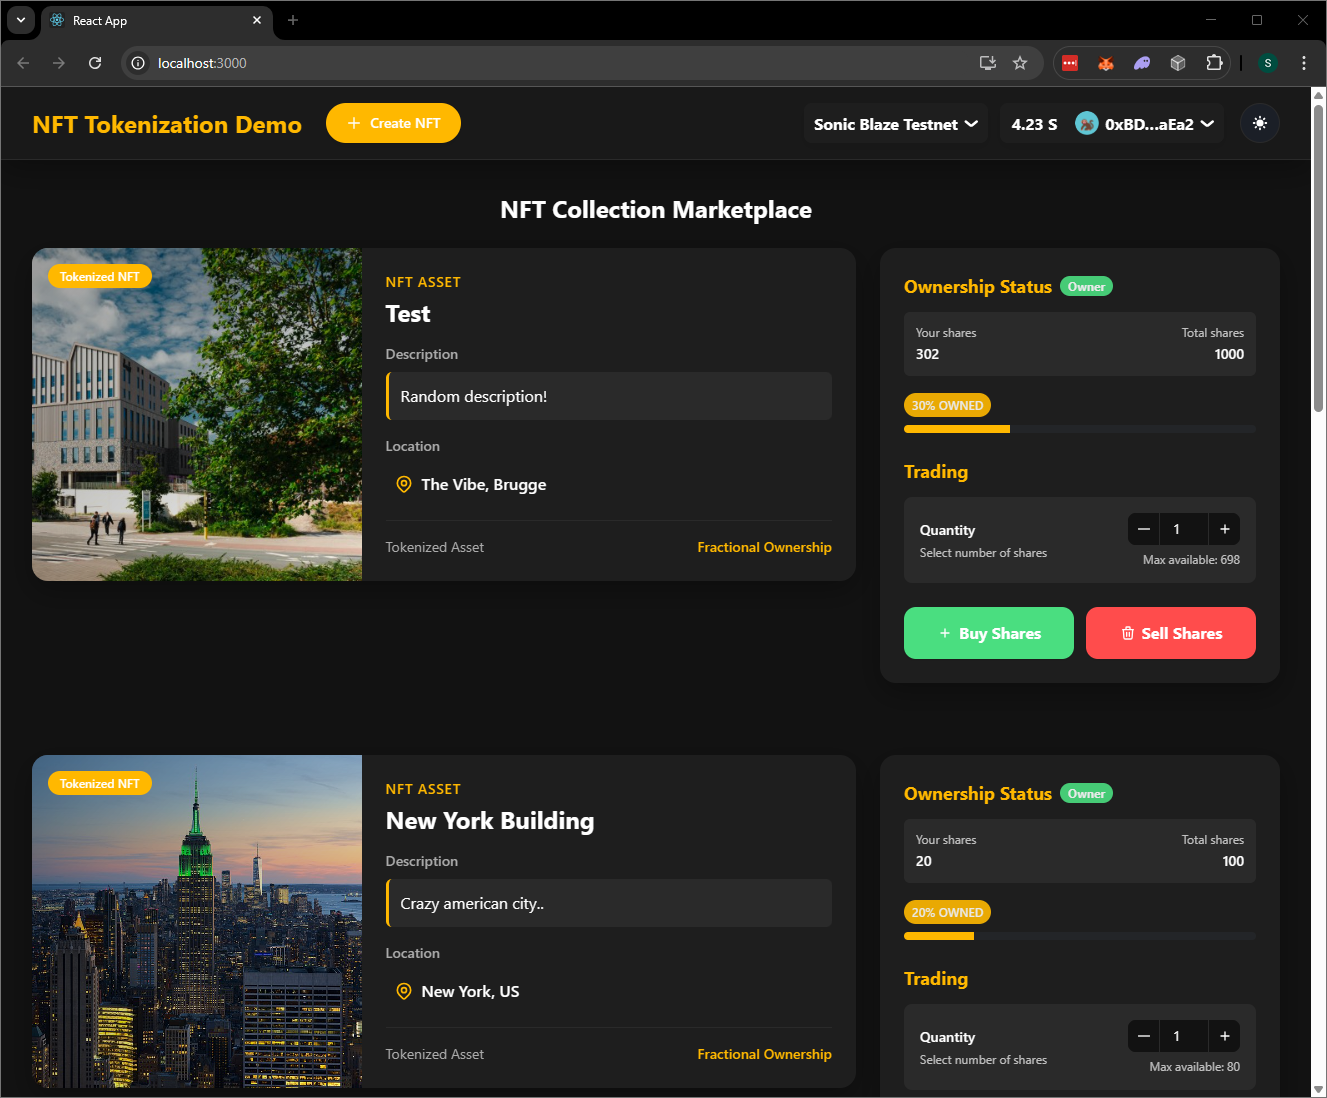 React App
localhost:3000
S
NFT Tokenization Demo
Create NFT
Sonic Blaze Testnet
4.23 S
0xBD...aEa2
NFT Collection Marketplace
Tokenized NFT
NFT ASSET
Test
Description
Random description!
Location
The Vibe, Brugge
Tokenized Asset
Fractional Ownership
Ownership Status
Owner
Your shares
Total shares
302
1000
30% OWNED
Trading
Quantity
Select number of shares
1
Max available: 698
Buy Shares
Sell Shares
Tokenized NFT
NFT ASSET
New York Building
Description
Crazy american city..
Location
New York, US
Tokenized Asset
Fractional Ownership
Ownership Status
Owner
Your shares
Total shares
20
100
20% OWNED
Trading
Quantity
Select number of shares
1
Max available: 80